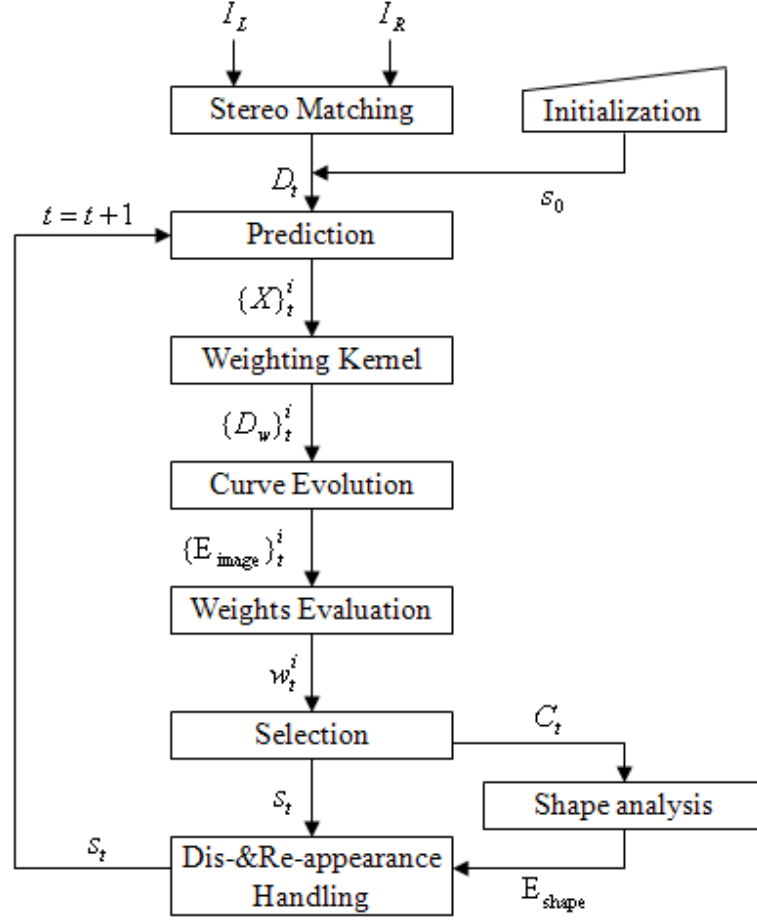 I_L
I_R
Stereo Matching
Initialization
D_t
s_0
t = t + 1
Prediction
{X}_t^i
Weighting Kernel
{D_w}_t^i
Curve Evolution
{E_image}_t^i
Weights Evaluation
w_t^i
Selection
C_t
s_t
Shape analysis
s_t
Dis-&Re-appearance
Handling
E_shape